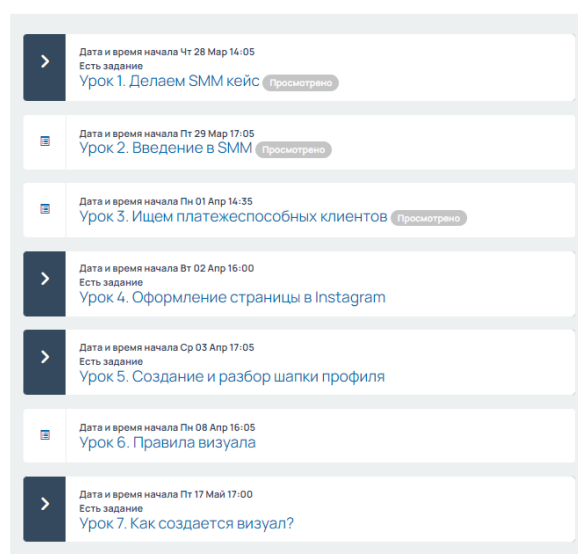 Дата и время начала Чт 28 Мар 14:05
Есть задание
Урок 1. Делаем SMM кейс Просмотрено
Дата и время начала Пт 29 Мар 17:05
Урок 2. Введение в SMM Просмотрено
Дата и время начала Пн 01 Апр 14:35
Урок 3. Ищем платежеспособных клиентов Просмотрено
Дата и время начала Вт 02 Апр 16:00
Есть задание
Урок 4. Оформление страницы в Instagram
Дата и время начала Ср 03 Апр 17:05
Есть задание
Урок 5. Создание и разбор шапки профиля
Дата и время начала Пн 08 Апр 16:05
Урок 6. Правила визуала
Дата и время начала Пт 17 Май 17:00
Есть задание
Урок 7. Как создается визуал?